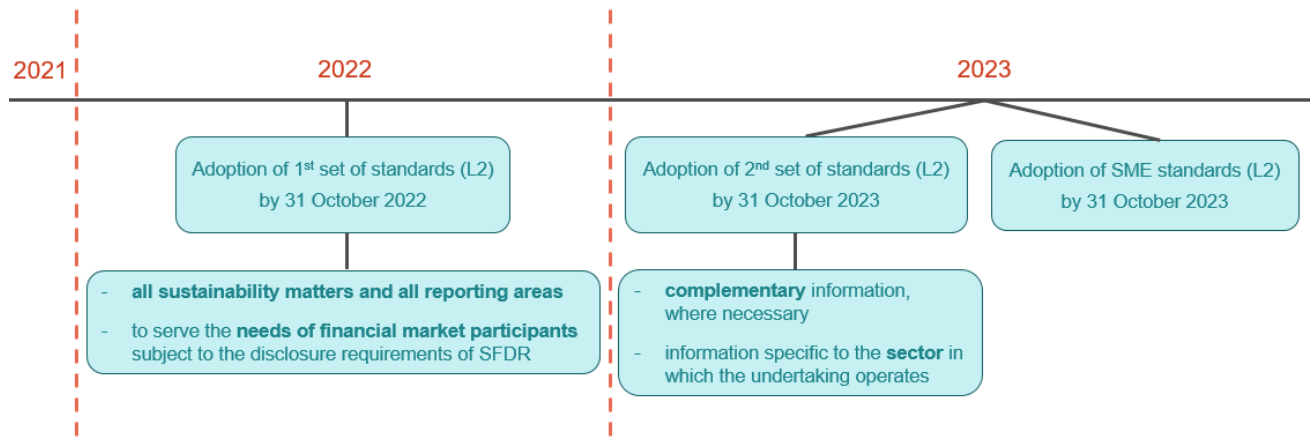 2021
2022
2023
Adoption of 1st set of standards (L2)
by 31 October 2022
Adoption of 2nd set of standards (L2)
by 31 October 2023
Adoption of SME standards (L2)
by 31 October 2023
- all sustainability matters and all reporting areas
- to serve the needs of financial market participants
subject to the disclosure requirements of SFDR
- complementary information,
where necessary
- information specific to the sector in
which the undertaking operates